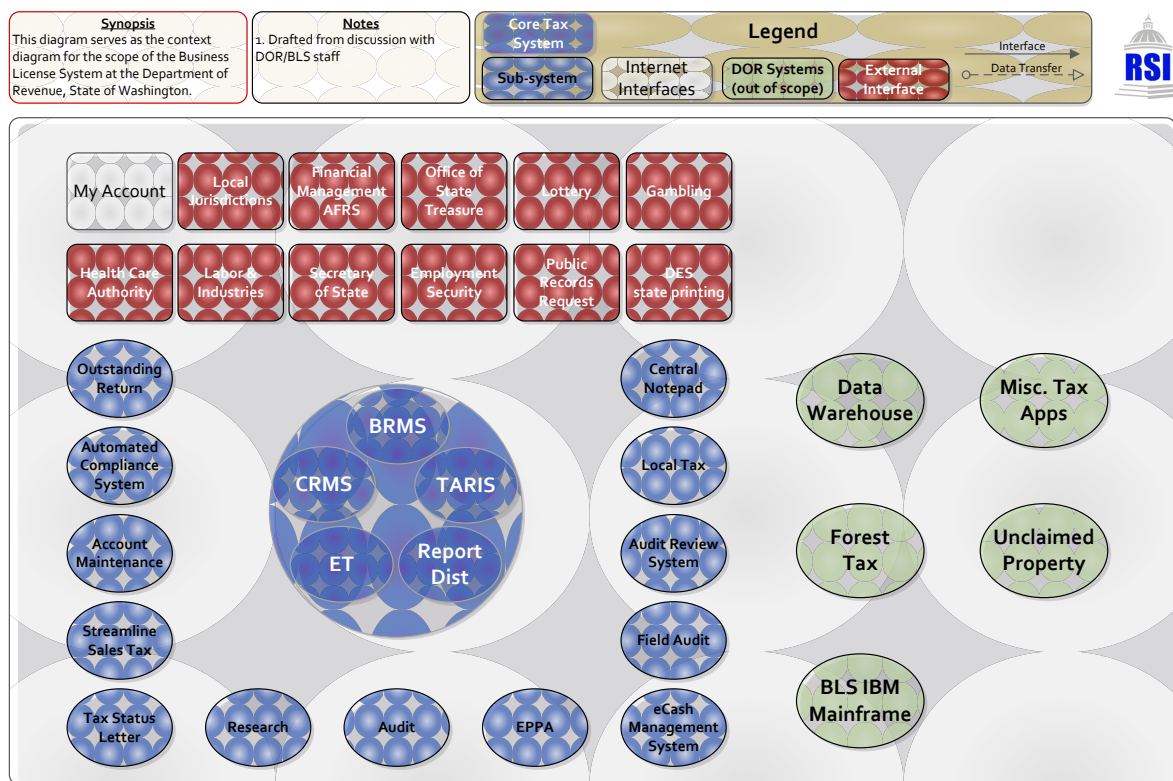 Synopsis
This diagram serves as the context
diagram for the scope of the Business
License System at the Department of
Revenue, State of Washington.
Notes
1. Drafted from discussion with
DOR/BLS staff
Legend
Core Tax
System
Sub-system
Internet
Interfaces
DOR Systems
(out of scope)
External
Interface
Interface
Data Transfer
RSI
My Account
Local
Jurisdictions
Financial
Management
AFRS
Office of
State
Treasure
Lottery
Gambling
Health Care
Authority
Labor &
Industries
Secretary
of State
Employment
Security
Public
Records
Request
DES
state printing
Outstanding
Return
Central
Notepad
Data
Warehouse
Misc. Tax
Apps
BRMS
Automated
Compliance
System
CRMS
TARIS
Local Tax
Account
Maintenance
ET
Report
Dist
Audit Review
System
Forest
Tax
Unclaimed
Property
Streamline
Sales Tax
Field Audit
BLS IBM
Mainframe
Tax Status
Letter
Research
Audit
EPPA
eCash
Management
System